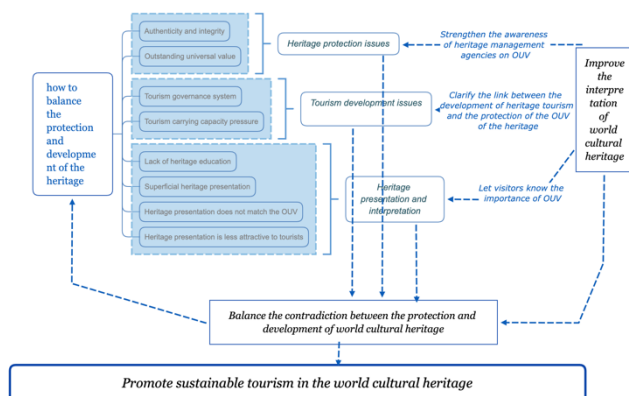 how to
balance
the
protection
and
developme
nt of the
heritage
Authenticity and integrity
Outstanding universal value
Tourism governance system
Tourism carrying capacity pressure
Lack of heritage education
Superficial heritage presentation
Heritage presentation does not match the OUV
Heritage presentation is less attractive to tourists
Heritage protection issues
Tourism development issues
Heritage
presentation and
interpretation
Strengthen the awareness
of heritage management
agencies on OUV
Clarify the link between the
development of heritage tourism
and the protection of the OUV
of the heritage
Let visitors know the
importance of OUV
Improve
the
interpre
tation of
world
cultural
heritage
Balance the contradiction between the protection and
development of world cultural heritage
Promote sustainable tourism in the world cultural heritage